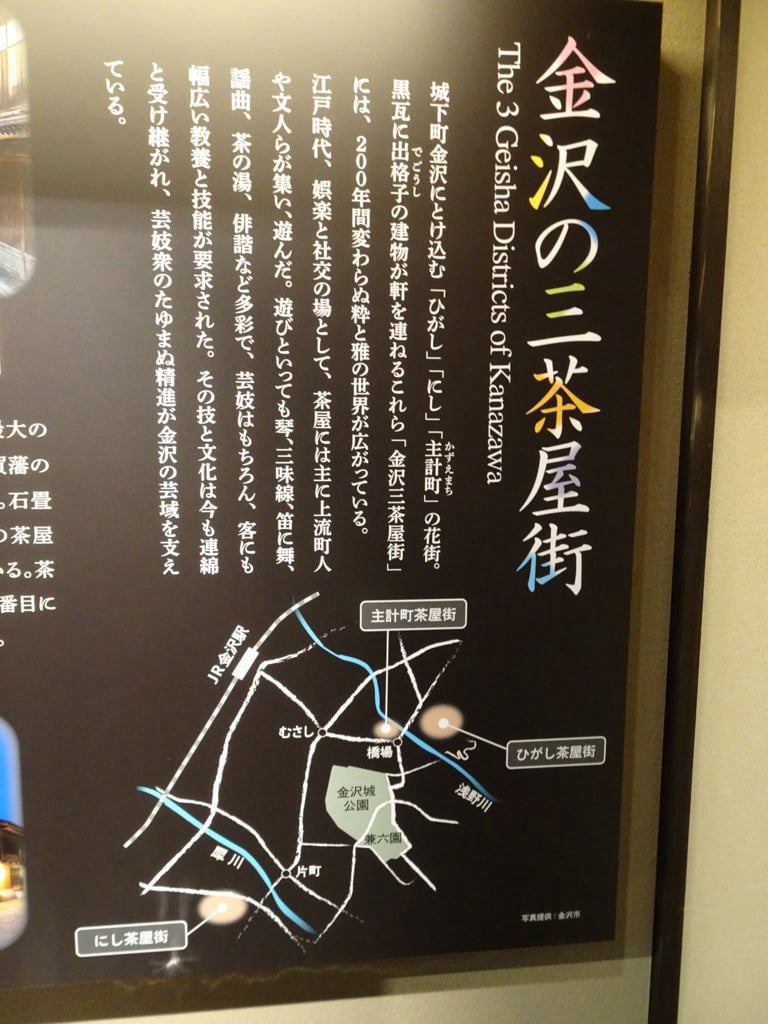 金沢の三茶屋街
The 3 Geisha Districts of Kanazawa
城下町金沢にとけ込む「ひがし」「にし」「主計町」の花街。
かずえまち
黒瓦に出格子の建物が軒を連ねるこれら「金沢三茶屋街」
でごうし
には、200年間変わらぬ粋と雅の世界が広がっている。
江戸時代、娯楽と社交の場として、茶屋には主に上流町人
や文人らが集い、遊んだ。遊びといっても琴、三味線、笛に舞、
謡曲、茶の湯、俳諧など多彩で、芸妓はもちろん、客にも
幅広い教養と技能が要求された。その技と文化は今も連綿
と受け継がれ、芸妓衆のたゆまぬ精進が金沢の芸域を支え
ている。
最大の
賀藩の
。石畳
の茶屋
いる。茶
番目に
。
主計町茶屋街
JR金沢駅
むさし
橋場
ひがし茶屋街
金沢城
公園
浅野川
兼六園
犀川
片町
にし茶屋街
写真提供：金沢市